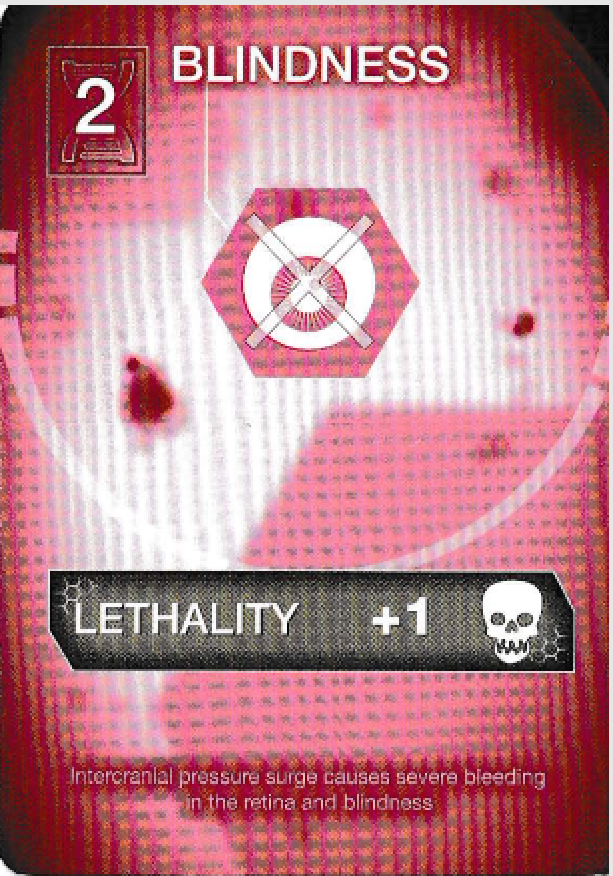 2
BLINDNESS
LETHALITY +1
Intercranial pressure surge causes severe bleeding
in the retina and blindness